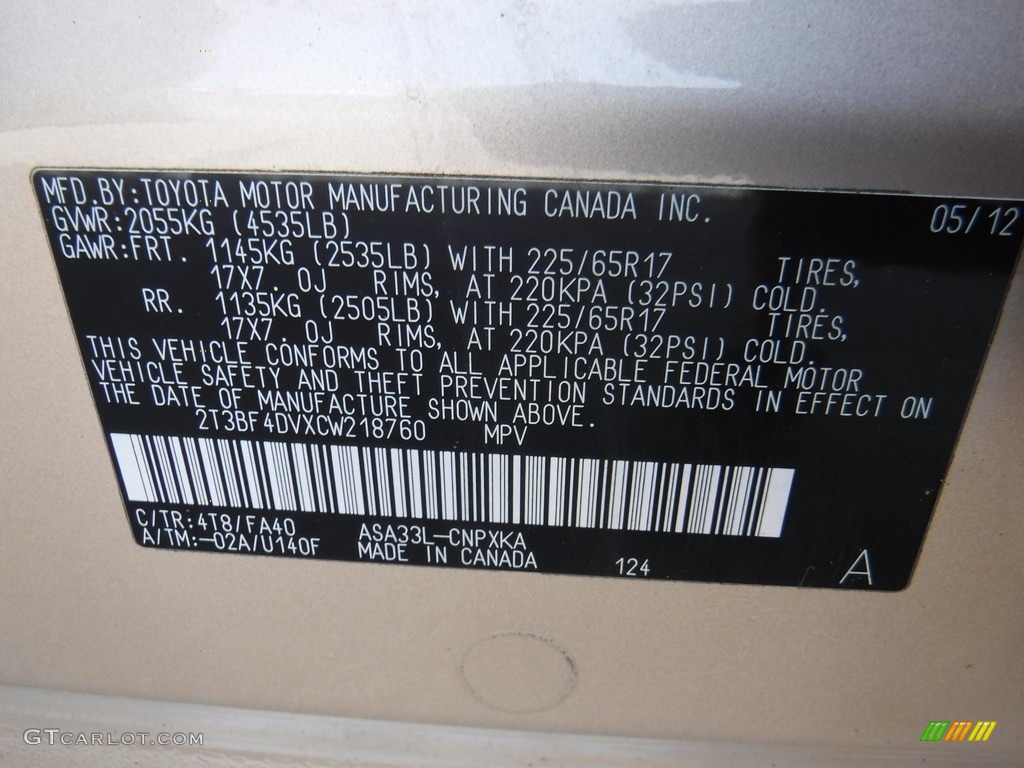 MFD.BY:TOYOTA MOTOR MANUFACTURING CANADA INC. 05/12
GVWR:2055KG (4535LB)
GAWR:FRT. 1145KG (2535LB) WITH 225/65R17 TIRES,
17X7.0J RIMS, AT 220KPA (32PSI) COLD.
RR. 1135KG (2505LB) WITH 225/65R17 TIRES,
17X7.0J RIMS, AT 220KPA (32PSI) COLD.
THIS VEHICLE CONFORMS TO ALL APPLICABLE FEDERAL MOTOR
VEHICLE SAFETY AND THEFT PREVENTION STANDARDS IN EFFECT ON
THE DATE OF MANUFACTURE SHOWN ABOVE.
2T3BF4DVXCW218760 MPV
C/TR:4T8/FA40 ASA33L-CNPXKA
A/TM:-02A/U140F MADE IN CANADA 124 A
GTCARLOT.COM